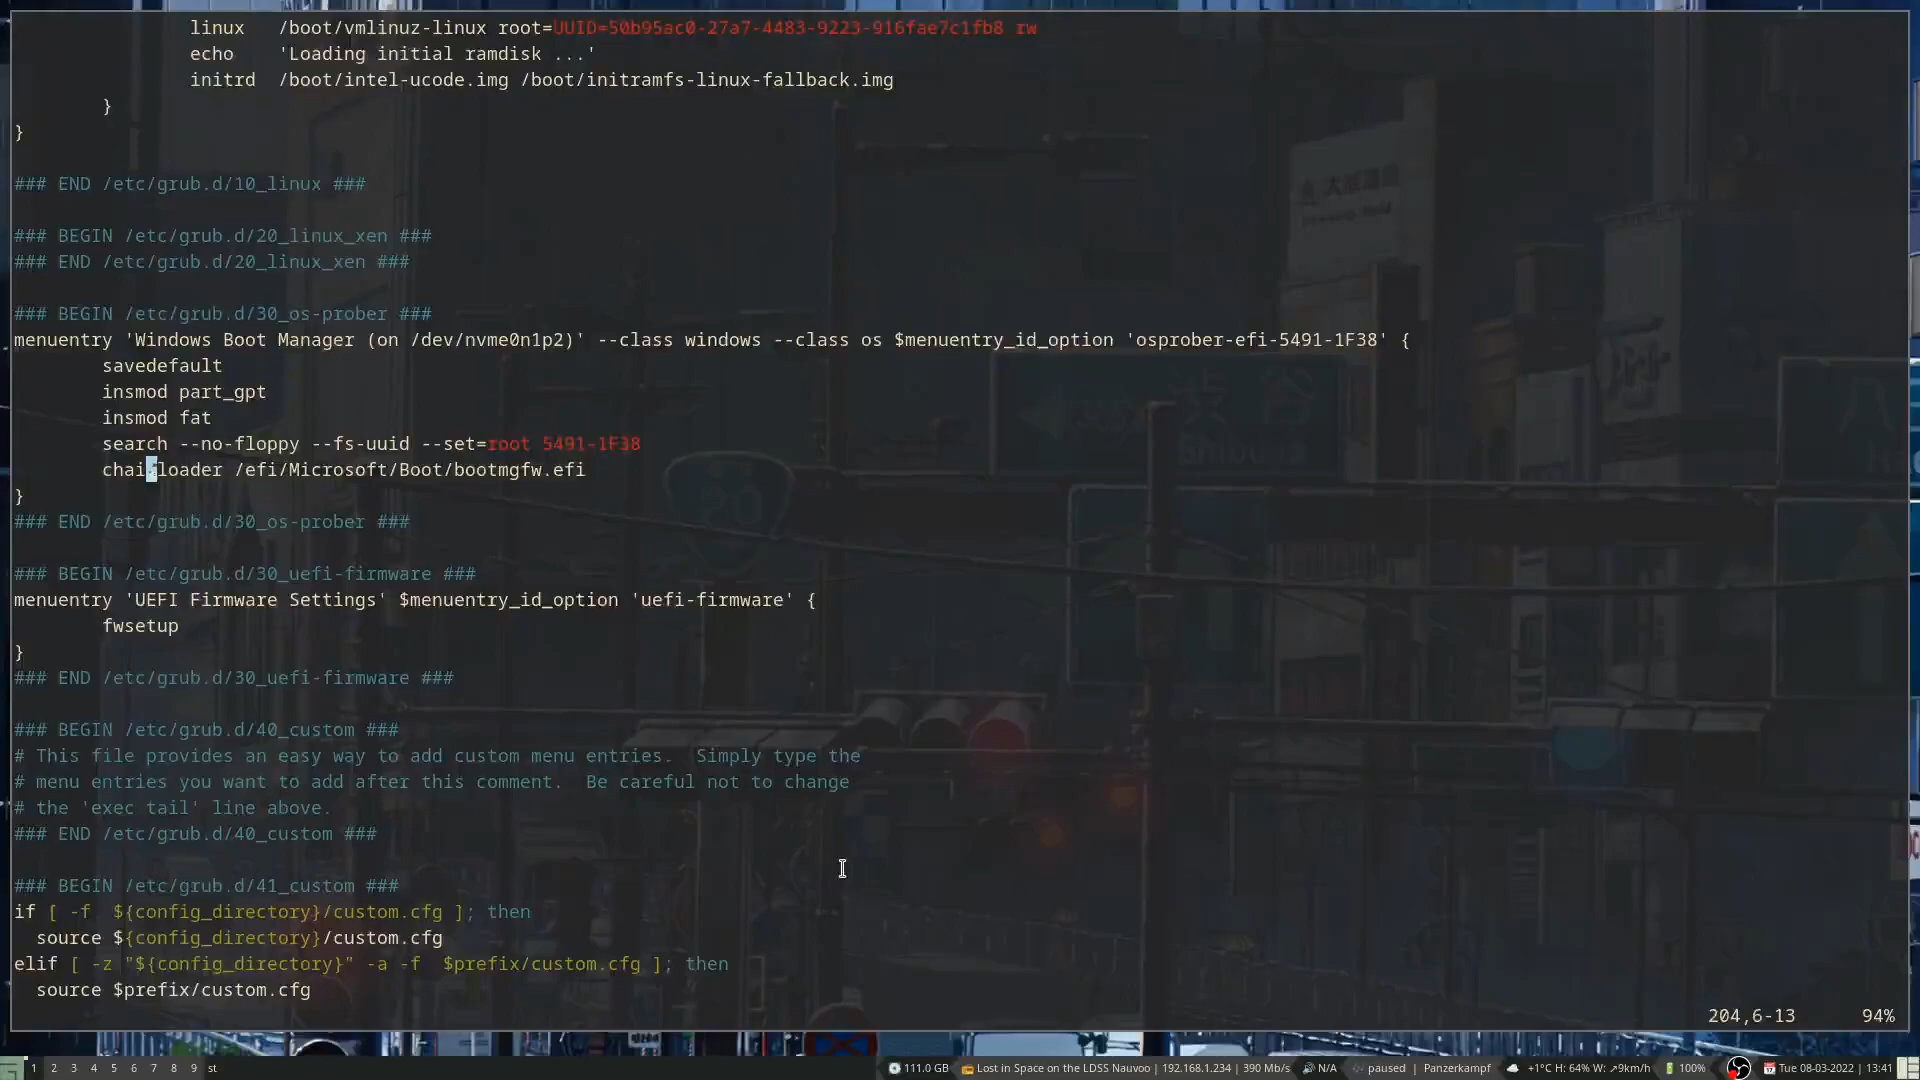 linux   /boot/vmlinuz-linux root=UUID=50b95ac0-27a7-4483-9223-916fae7c1fb8 rw
echo    'Loading initial ramdisk ...'
initrd  /boot/intel-ucode.img /boot/initramfs-linux-fallback.img
}
}
### END /etc/grub.d/10_linux ###
### BEGIN /etc/grub.d/20_linux_xen ###
### END /etc/grub.d/20_linux_xen ###
### BEGIN /etc/grub.d/30_os-prober ###
menuentry 'Windows Boot Manager (on /dev/nvme0n1p2)' --class windows --class os $menuentry_id_option 'osprober-efi-5491-1F38' {
savedefault
insmod part_gpt
insmod fat
search --no-floppy --fs-uuid --set=root 5491-1F38
chainloader /efi/Microsoft/Boot/bootmgfw.efi
}
### END /etc/grub.d/30_os-prober ###
### BEGIN /etc/grub.d/30_uefi-firmware ###
menuentry 'UEFI Firmware Settings' $menuentry_id_option 'uefi-firmware' {
fwsetup
}
### END /etc/grub.d/30_uefi-firmware ###
### BEGIN /etc/grub.d/40_custom ###
# This file provides an easy way to add custom menu entries.  Simply type the
# menu entries you want to add after this comment.  Be careful not to change
# the 'exec tail' line above.
### END /etc/grub.d/40_custom ###
### BEGIN /etc/grub.d/41_custom ###
if [ -f  ${config_directory}/custom.cfg ]; then
source ${config_directory}/custom.cfg
elif [ -z "${config_directory}" -a -f  $prefix/custom.cfg ]; then
source $prefix/custom.cfg
204,6-13 94%
1 2 3 4 5 6 7 8 9 st 111.0 GB Lost in Space on the LDSS Nauvoo | 192.168.1.234 | 390 Mb/s N/A paused | Panzerkampf +1°C H: 64% W: ↗9km/h 100% Tue 08-03-2022 | 13:41